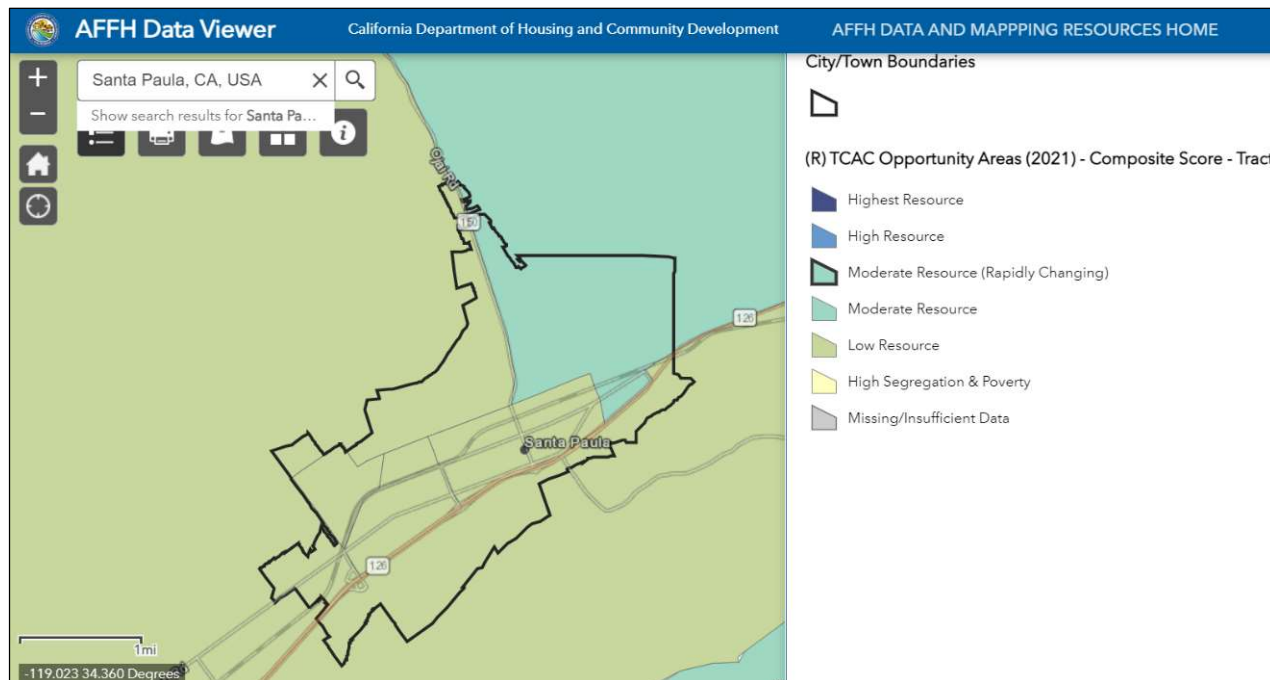 AFFH Data Viewer
California Department of Housing and Community Development
AFFH DATA AND MAPPPING RESOURCES HOME
Santa Paula, CA, USA
Show search results for Santa Pa...
Ojai Rd
150
126
Santa Paula
126
1mi
-119.023 34.360 Degrees
City/Town Boundaries
(R) TCAC Opportunity Areas (2021) - Composite Score - Tract
Highest Resource
High Resource
Moderate Resource (Rapidly Changing)
Moderate Resource
Low Resource
High Segregation & Poverty
Missing/Insufficient Data